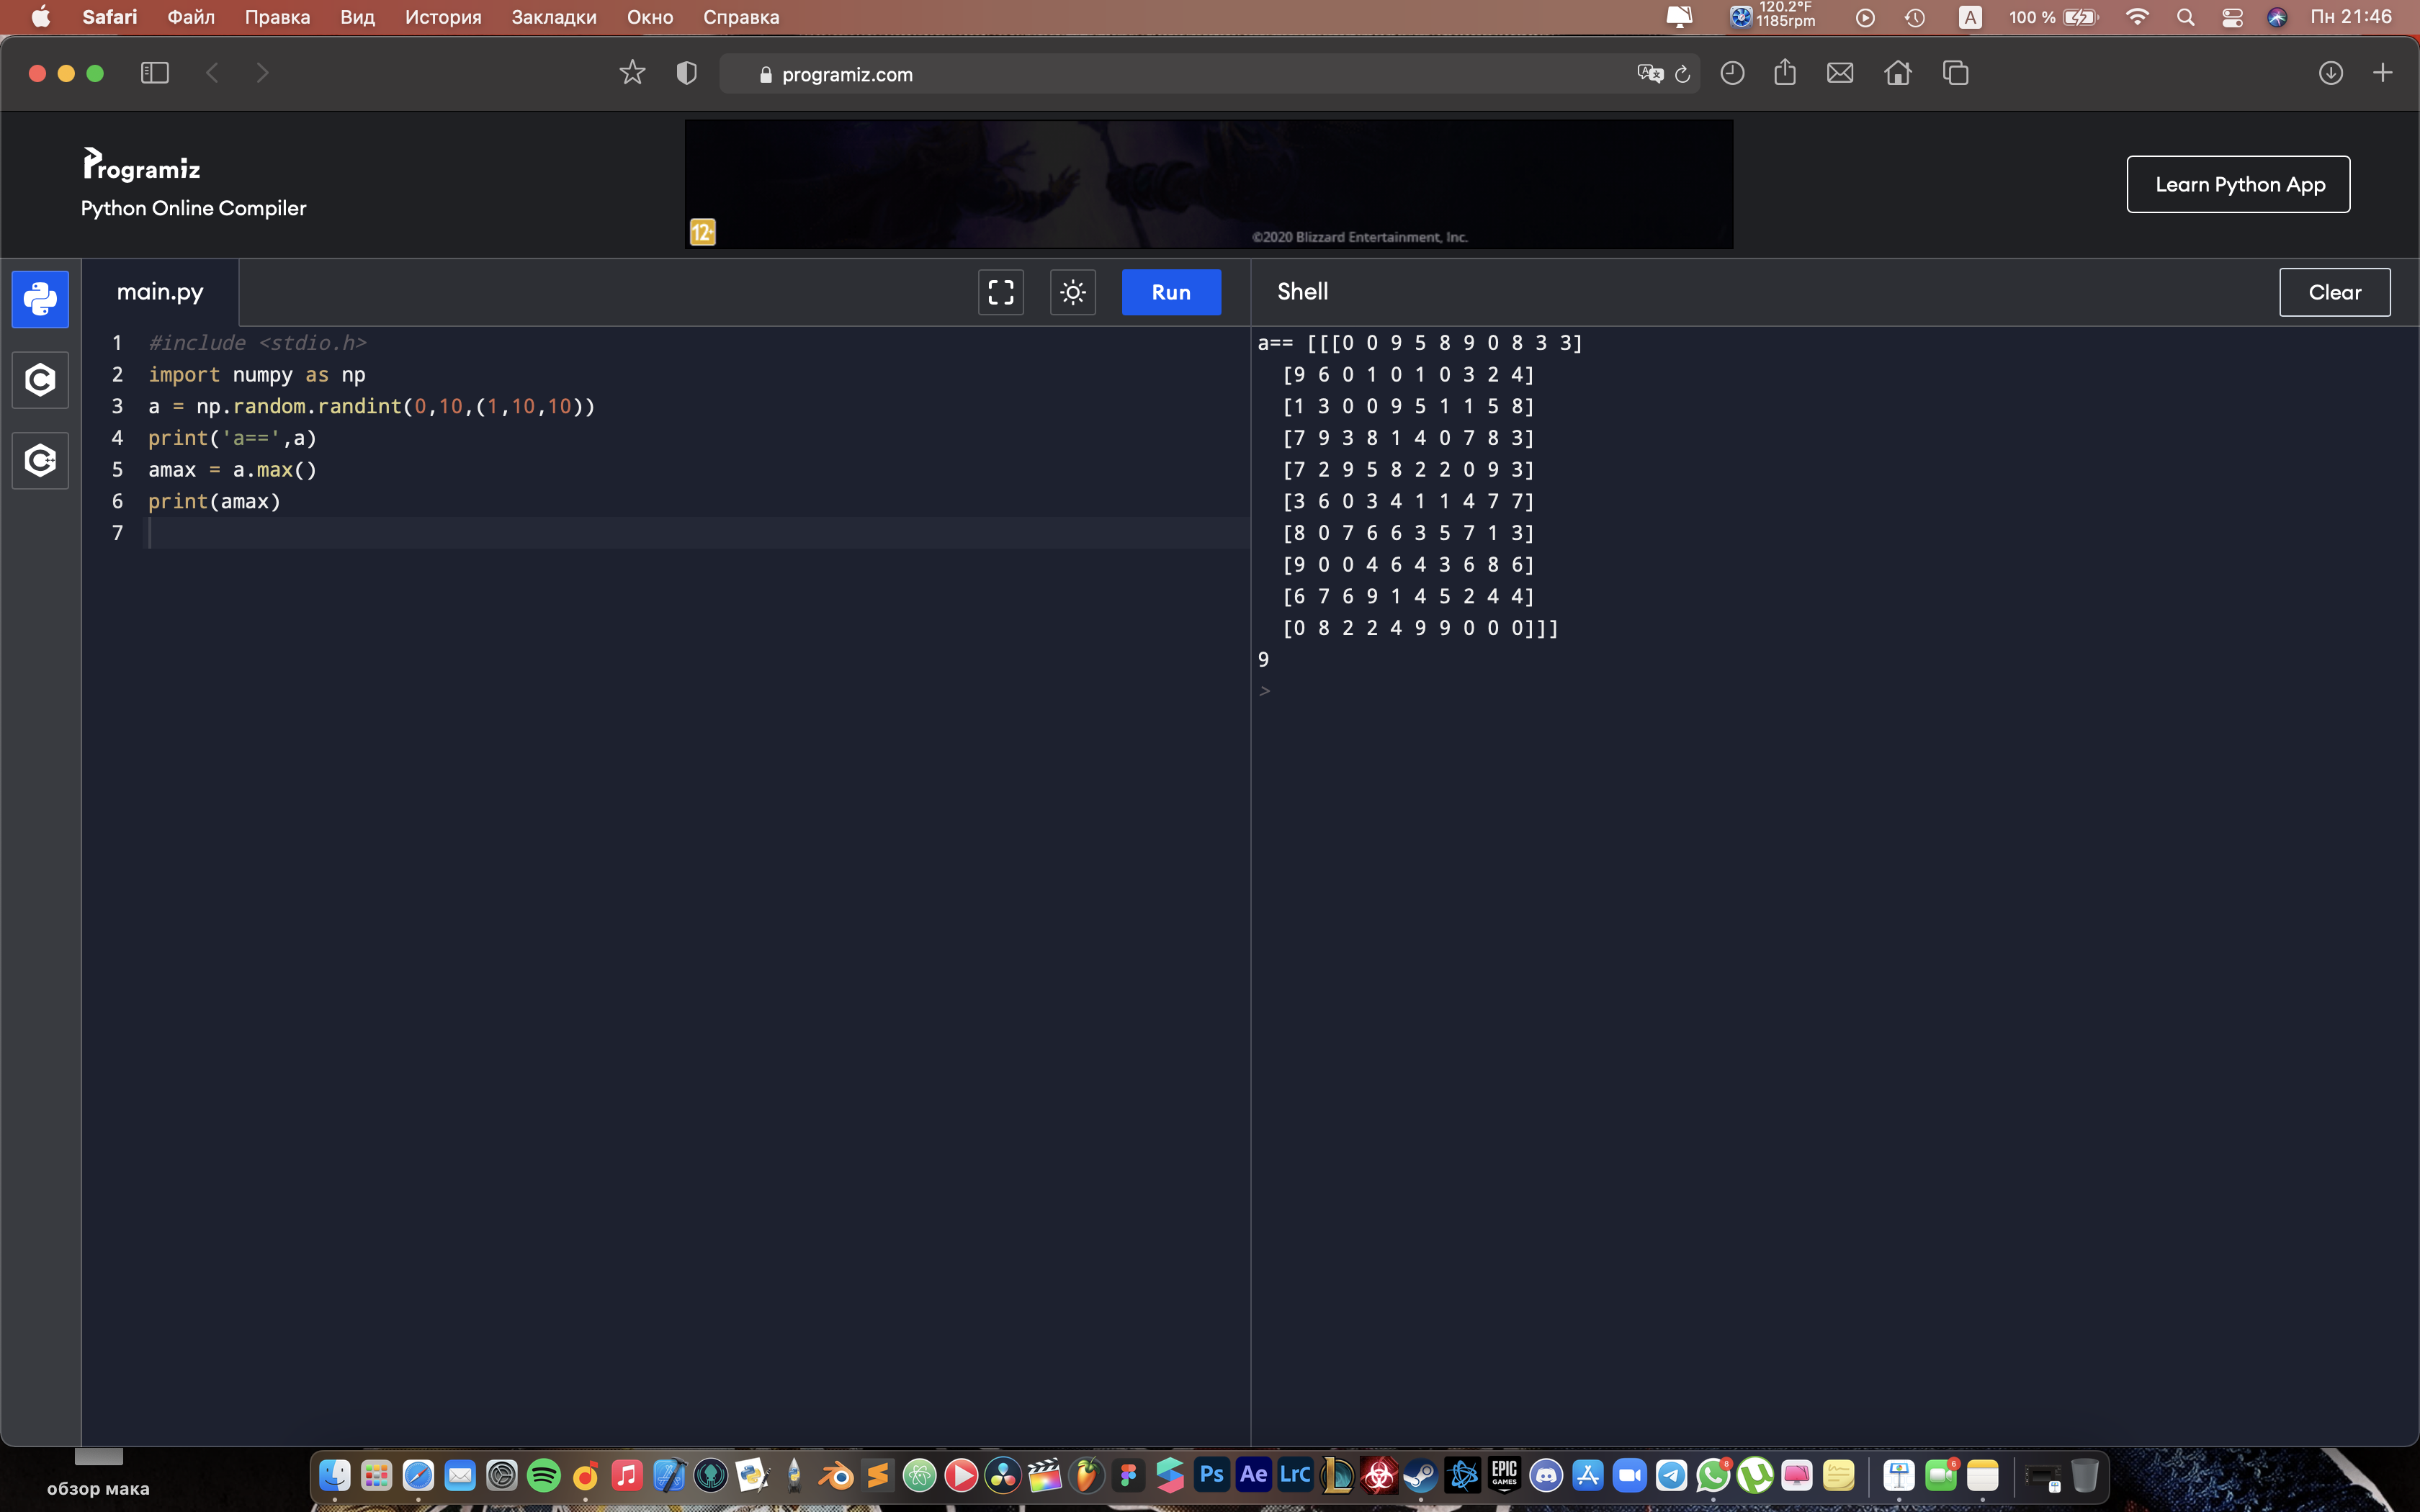 Safari Файл Правка Вид История Закладки Окно Справка
120.2°F
1185rpm
A
100 %
Пн 21:46
programiz.com
Programiz
Python Online Compiler
12+
©2020 Blizzard Entertainment, Inc.
Learn Python App
main.py
Run
Shell
Clear
1 #include <stdio.h>
2 import numpy as np
3 a = np.random.randint(0,10,(1,10,10))
4 print('a==',a)
5 amax = a.max()
6 print(amax)
7
a== [[[0 0 9 5 8 9 0 8 3 3]
[9 6 0 1 0 1 0 3 2 4]
[1 3 0 0 9 5 1 1 5 8]
[7 9 3 8 1 4 0 7 8 3]
[7 2 9 5 8 2 2 0 9 3]
[3 6 0 3 4 1 1 4 7 7]
[8 0 7 6 6 3 5 7 1 3]
[9 0 0 4 6 4 3 6 8 6]
[6 7 6 9 1 4 5 2 4 4]
[0 8 2 2 4 9 9 0 0 0]]]
9
>
обзор мака
Ps Ae LrC
EPIC
GAMES
8
6